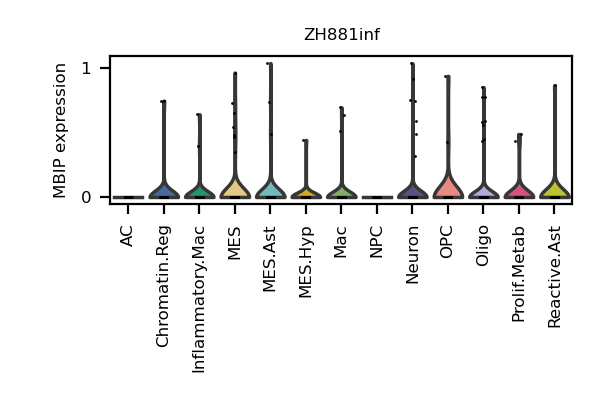 ZH881inf
MBIP expression
1
0
AC
Chromatin.Reg
Inflammatory.Mac
MES
MES.Ast
MES.Hyp
Mac
NPC
Neuron
OPC
Oligo
Prolif.Metab
Reactive.Ast